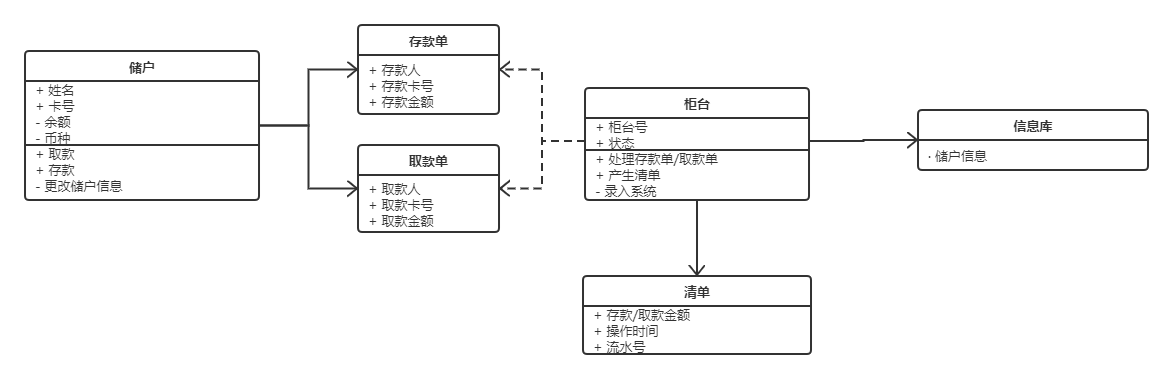 储户
+ 姓名
+ 卡号
- 余额
- 币种
+ 取款
+ 存款
- 更改储户信息
存款单
+ 存款人
+ 存款卡号
+ 存款金额
取款单
+ 取款人
+ 取款卡号
+ 取款金额
柜台
+ 柜台号
+ 状态
+ 处理存款单/取款单
+ 产生清单
- 录入系统
信息库
· 储户信息
清单
+ 存款/取款金额
+ 操作时间
+ 流水号